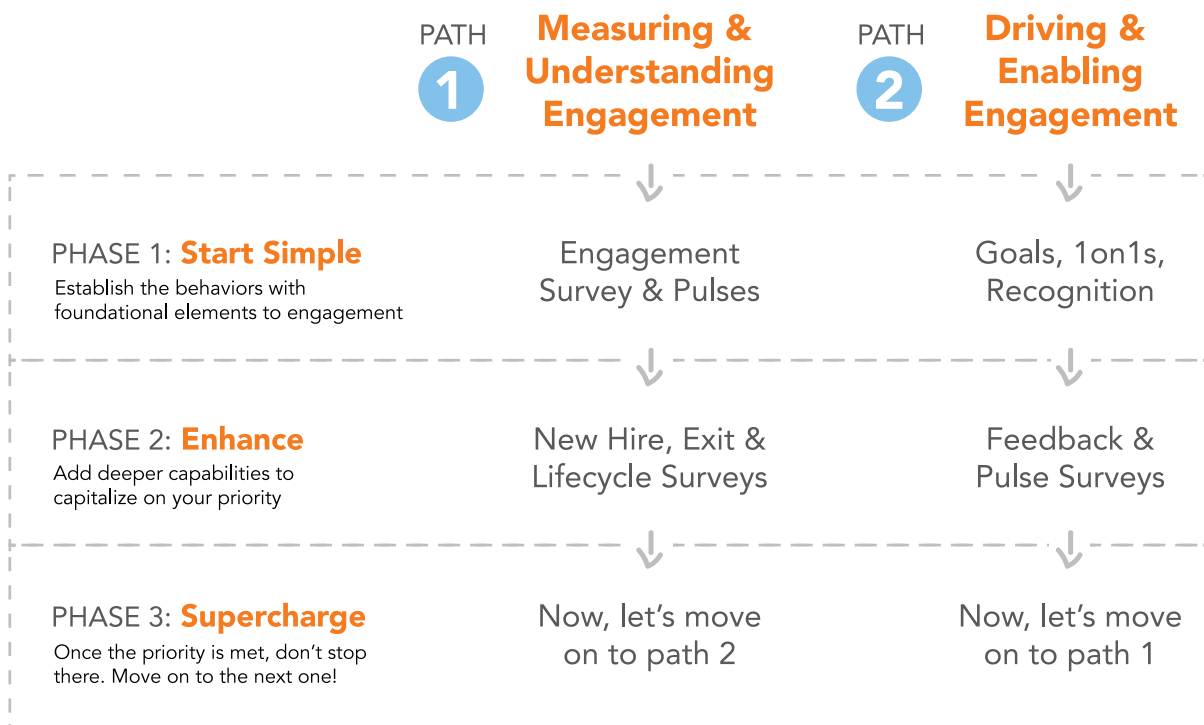 PATH
1
Measuring &
Understanding
Engagement
PATH
2
Driving &
Enabling
Engagement
PHASE 1: Start Simple
Establish the behaviors with
foundational elements to engagement
Engagement
Survey & Pulses
Goals, 1on1s,
Recognition
PHASE 2: Enhance
Add deeper capabilities to
capitalize on your priority
New Hire, Exit &
Lifecycle Surveys
Feedback &
Pulse Surveys
PHASE 3: Supercharge
Once the priority is met, don't stop
there. Move on to the next one!
Now, let's move
on to path 2
Now, let's move
on to path 1